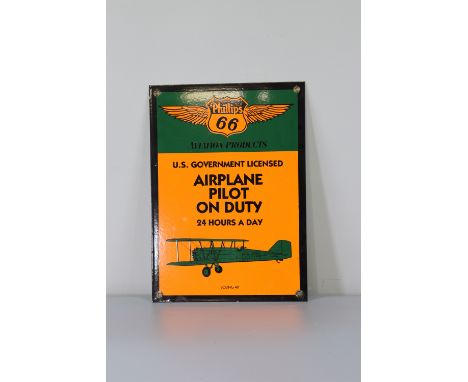 Phillips
66
AVIATION PRODUCTS
U.S. GOVERNMENT LICENSED
AIRPLANE
PILOT
ON DUTY
24 HOURS A DAY